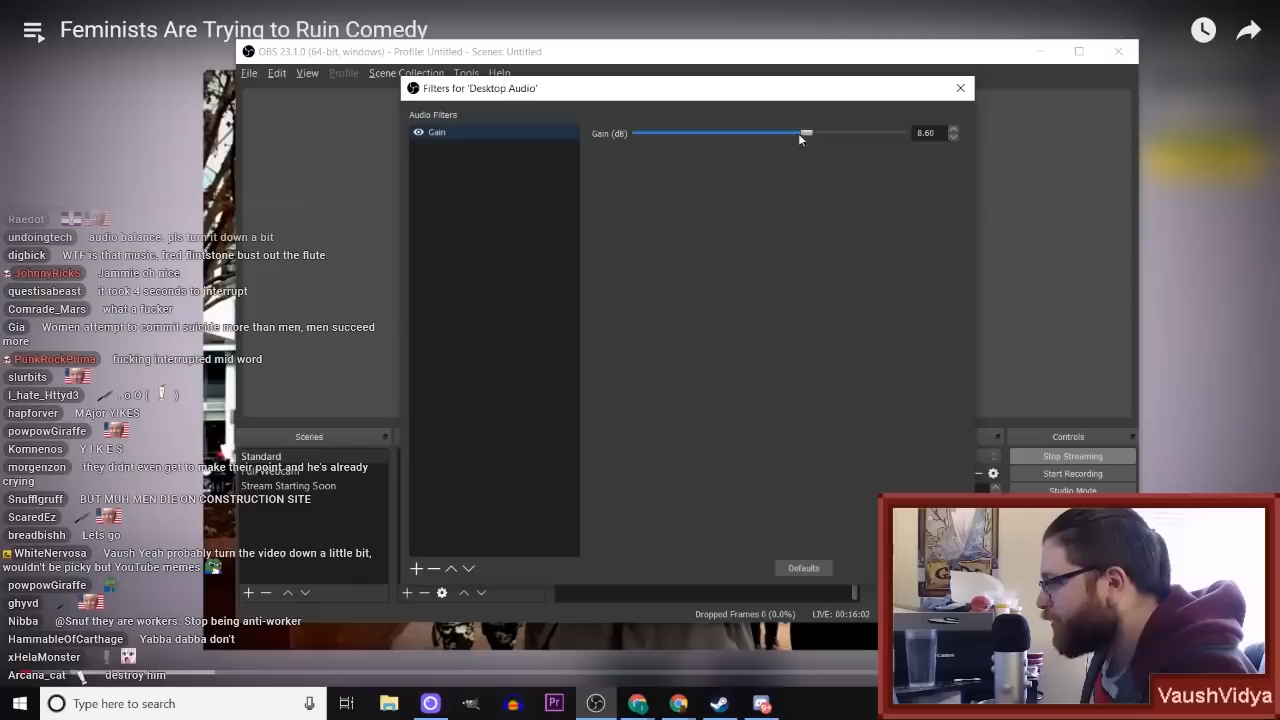 Feminists Are Trying to Ruin Comedy
OBS 23.1.0 (64-bit, windows) - Profile: Untitled - Scenes: Untitled
File Edit View Profile Scene Collection Tools Help
Filters for 'Desktop Audio'
Audio Filters
Gain
Gain (dB)
8.60
Raedot
undoingtech audio balance. pls turn it down a bit
digbick WTF is that music, fred flintstone bust out the flute
JohnnyRickS Jammie oh nice
questisabeast it took 4 seconds to interrupt
Comrade_Mars what a fucker
Gia Women attempt to commit suicide more than men, men succeed
more
PunkRockPuma fucking interrupted mid word
slurbits
I_hate_Httyd3 . o O ( )
hapforver MAjor YIKES
powpowGiraffe
Komnenos Y I K E S
morgenzon they didnt even get to make their point and he's already
crying
Snufflgruff BUT MUH MEN DIE ON CONSTRUCTION SITE
ScaredEz
breadbishh Lets go
WhiteNervosa Vaush Yeah probably turn the video down a little bit,
wouldn't be picky but YouTube memes
powpowGiraffe
ghyvd
Stop being anti-worker
HammableOfCarthage Yabba dabba don't
xHelaMonster
Arcana_cat destroy him
Scenes
Standard
Full Webcam
Stream Starting Soon
Controls
Stop Streaming
Start Recording
Studio Mode
Defaults
Dropped Frames 0 (0.0%) LIVE: 00:16:02
Type here to search
Pr
VaushVidya